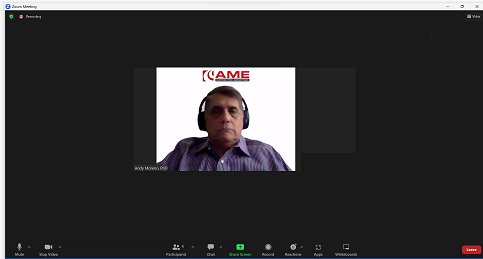 Zoom Meeting
Recording
View
AME
Andy Moreno, PhD
Mute
Stop Video
Participants
Chat
Share Screen
Record
Reactions
Apps
Whiteboards
Leave